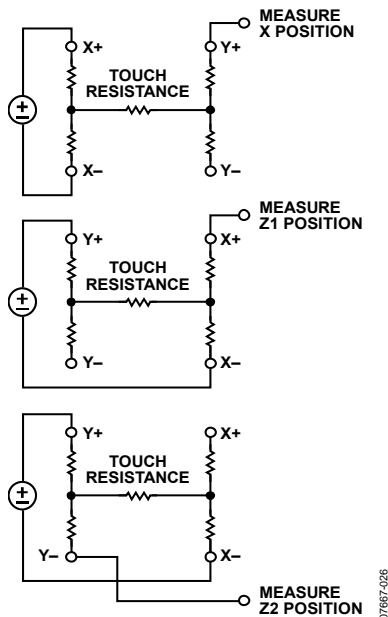 MEASURE
X POSITION
X+
Y+
TOUCH
RESISTANCE
X–
Y–
MEASURE
Z1 POSITION
Y+
X+
TOUCH
RESISTANCE
Y–
X–
Y+
X+
TOUCH
RESISTANCE
Y–
X–
MEASURE
Z2 POSITION
07667-026